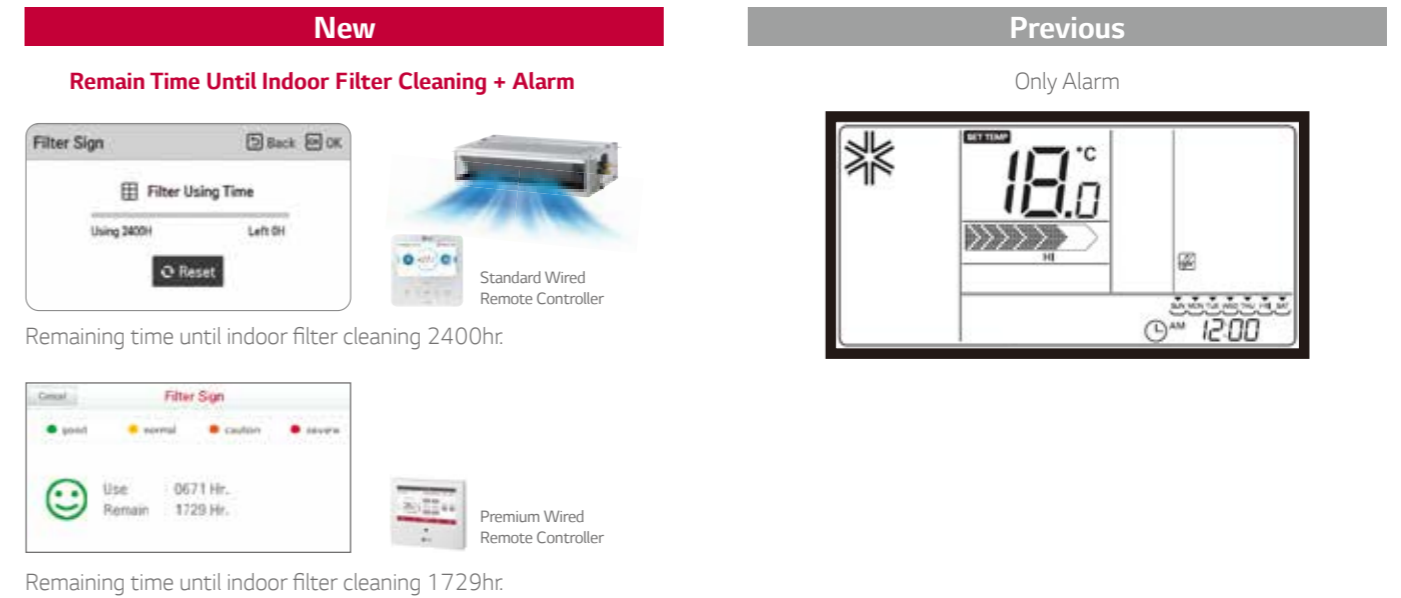 New
Remain Time Until Indoor Filter Cleaning + Alarm
Filter Sign
Back OK
Filter Using Time
Using 2400H
Left 0H
Reset
Standard Wired
Remote Controller
Remaining time until indoor filter cleaning 2400hr.
Cancel
Filter Sign
good normal caution severe
Use : 0671 Hr.
Remain : 1729 Hr.
Premium Wired
Remote Controller
Remaining time until indoor filter cleaning 1729hr.
Previous
Only Alarm
SET TEMP
18.0 °C
HI
SUN MON TUE WED THU FRI SAT
AM 12:00